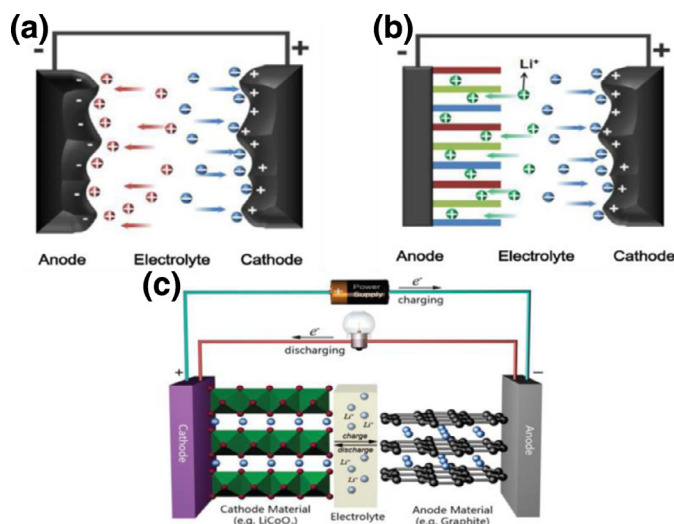 (a)
- +
Anode Electrolyte Cathode
(b)
- +
Li⁺
Anode Electrolyte Cathode
(c)
+ Power Supply
e⁻
charging
e⁻
discharging
+ −
Cathode
Li⁺
Li⁺
charge
discharge
Li⁺
Li⁺
Anode
Cathode Material
(e.g. LiCoO₂)
Electrolyte
Anode Material
(e.g. Graphite)